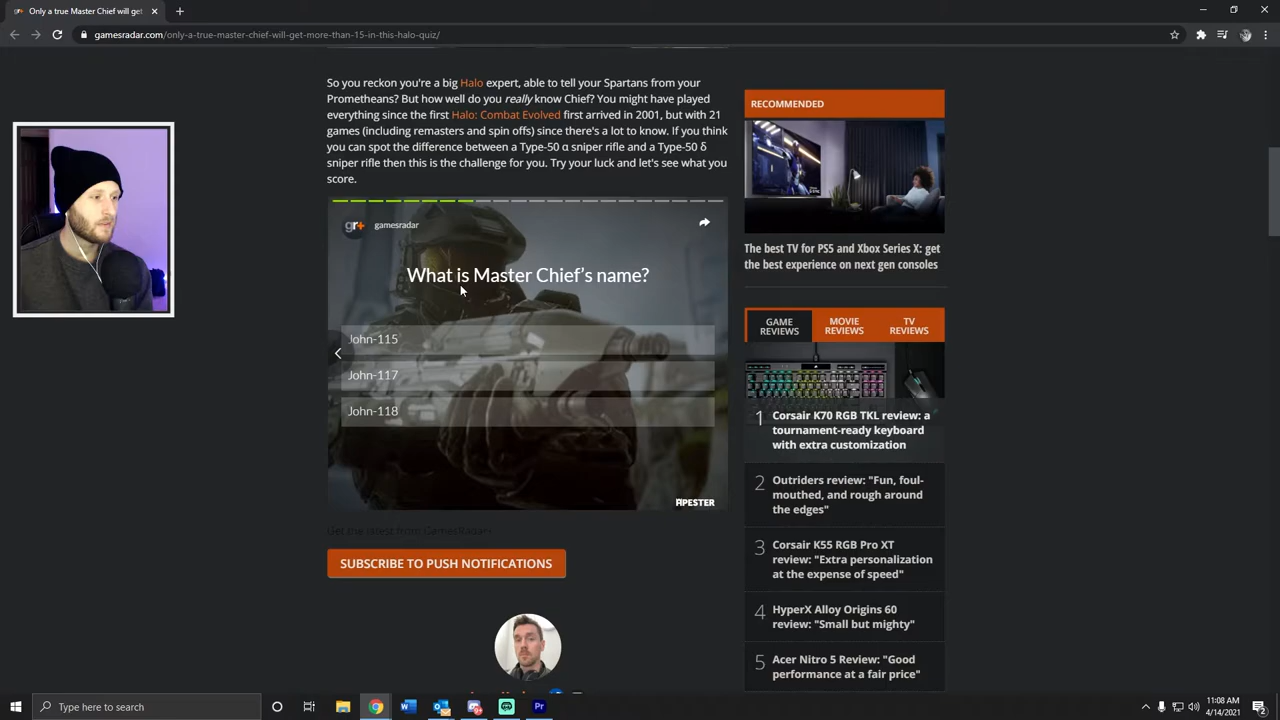 Only a true Master Chief will get
gamesradar.com/only-a-true-master-chief-will-get-more-than-15-in-this-halo-quiz/
So you reckon you're a big Halo expert, able to tell your Spartans from your
Prometheans? But how well do you really know Chief? You might have played
everything since the first Halo: Combat Evolved first arrived in 2001, but with 21
games (including remasters and spin offs) since there's a lot to know. If you think
you can spot the difference between a Type-50 α sniper rifle and a Type-50 δ
sniper rifle then this is the challenge for you. Try your luck and let's see what you
score.
gr+ gamesradar
What is Master Chief's name?
John-115
John-117
John-118
APESTER
Get the latest from GamesRadar+
SUBSCRIBE TO PUSH NOTIFICATIONS
RECOMMENDED
The best TV for PS5 and Xbox Series X: get
the best experience on next gen consoles
GAME
REVIEWS
MOVIE
REVIEWS
TV
REVIEWS
1 Corsair K70 RGB TKL review: a
tournament-ready keyboard
with extra customization
2 Outriders review: "Fun, foul-
mouthed, and rough around
the edges"
3 Corsair K55 RGB Pro XT
review: "Extra personalization
at the expense of speed"
4 HyperX Alloy Origins 60
review: "Small but mighty"
5 Acer Nitro 5 Review: "Good
performance at a fair price"
Type here to search
11:08 AM
4/14/2021